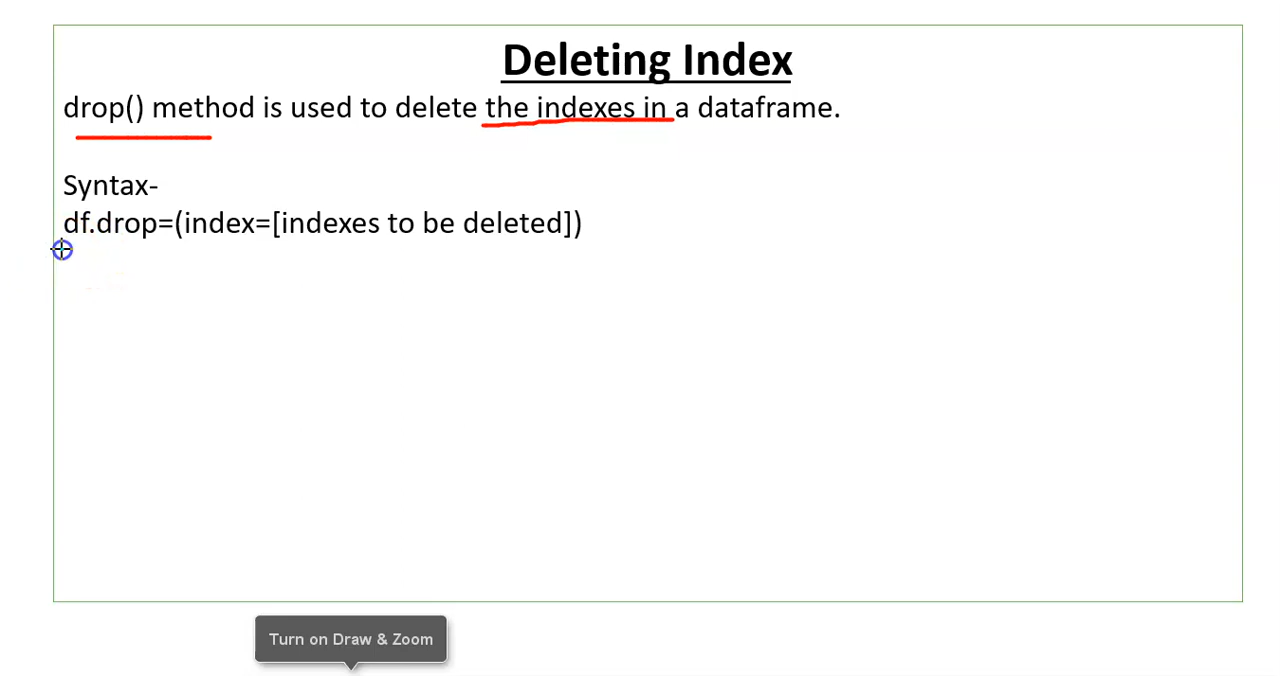 Deleting Index
drop() method is used to delete the indexes in a dataframe.
Syntax-
df.drop=(index=[indexes to be deleted])
Turn on Draw & Zoom